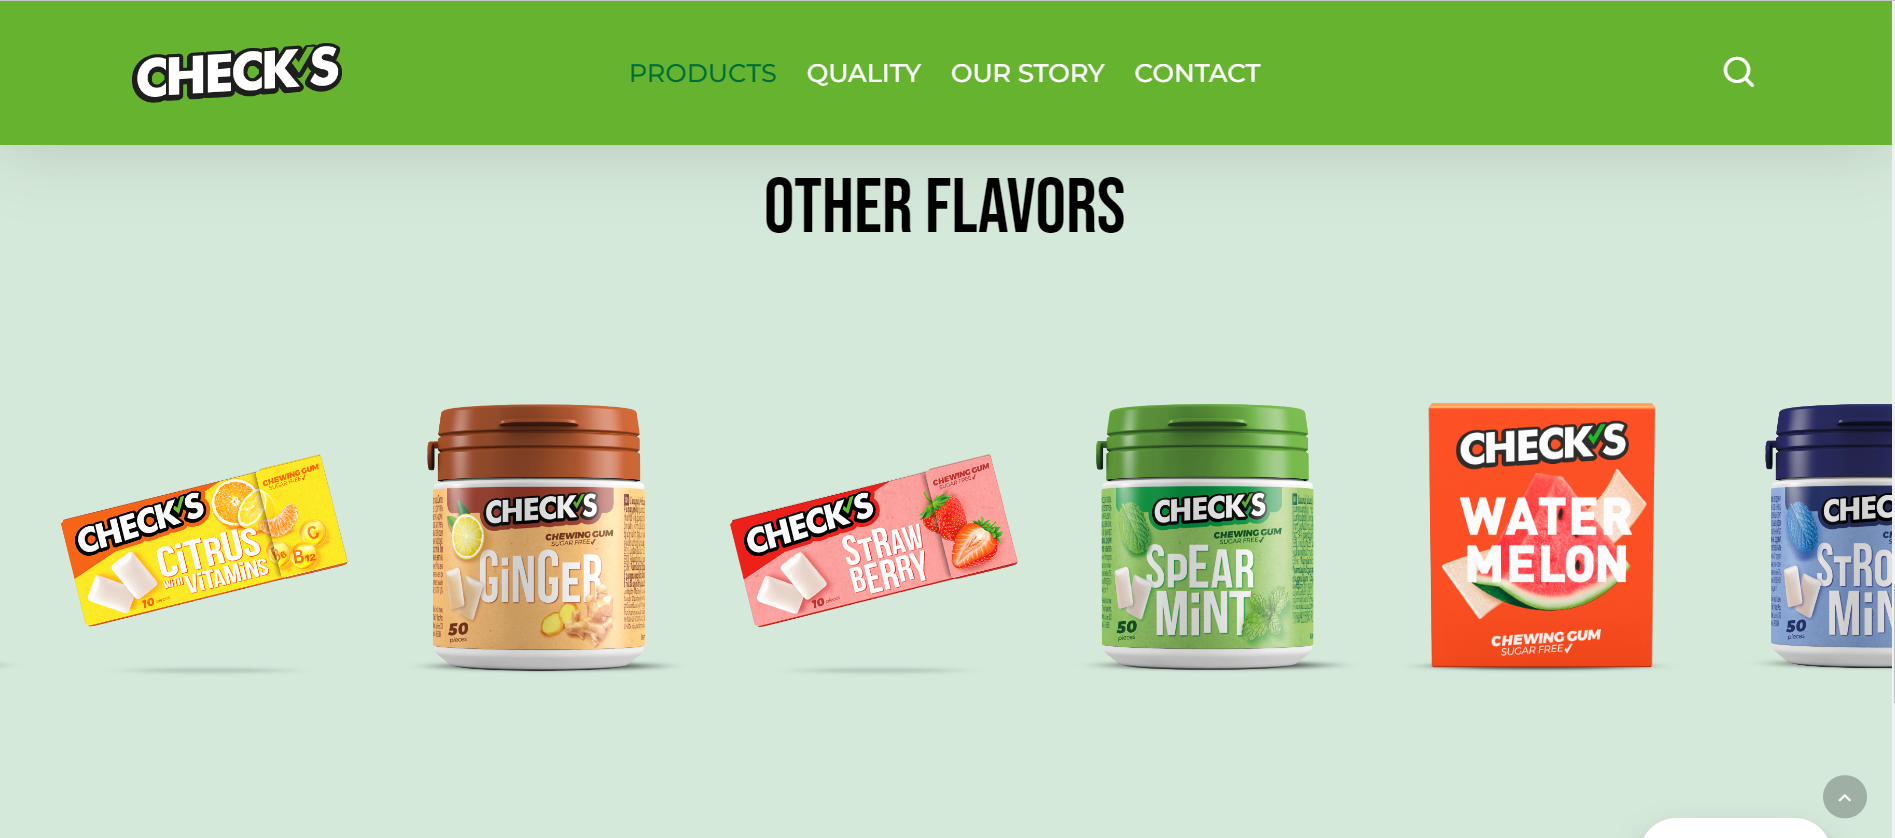 CHECK'S
PRODUCTS QUALITY OUR STORY CONTACT
OTHER FLAVORS
CHECK'S
CHEWING GUM
SUGAR FREE
CiTRUS
WITH ViTAMiNS
C
B6
B12
10 pieces
CHECK'S
CHEWING GUM
SUGAR FREE
GiNGER
50
pieces
CHECK'S
CHEWING GUM
SUGAR FREE
STRAW
BERRY
10 pieces
CHECK'S
CHEWING GUM
SUGAR FREE
SpEAR
MiNT
50
pieces
CHECK'S
WATER
MELON
CHEWING GUM
SUGAR FREE
CHEC
STRO
MiN
50
pieces